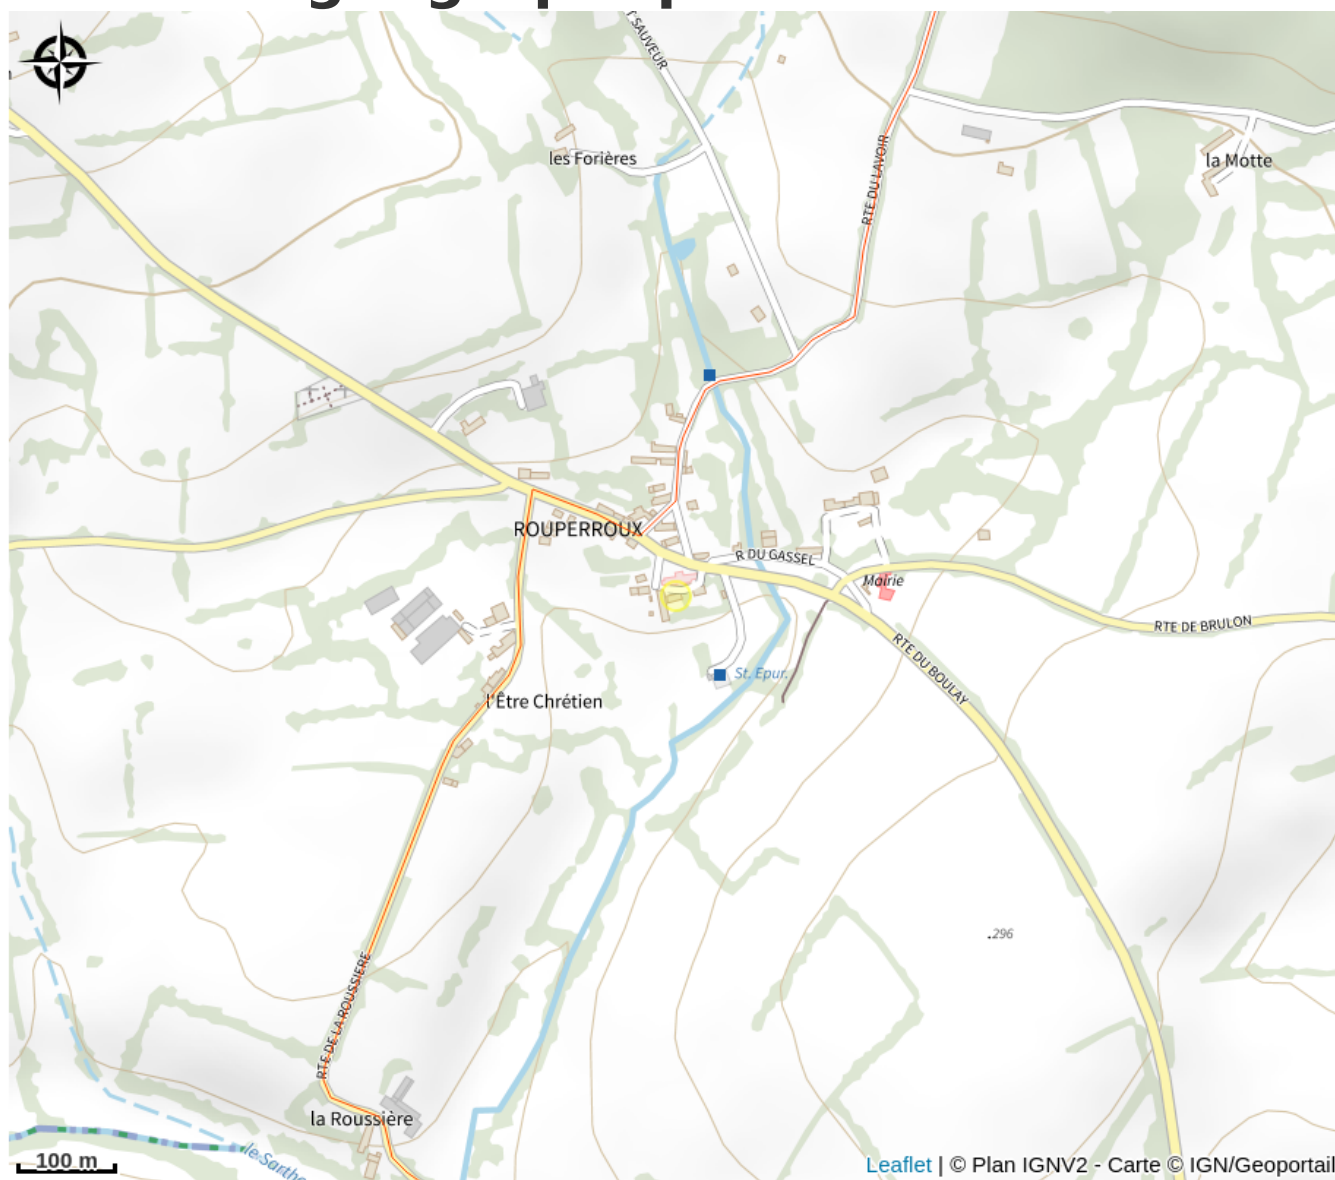 T SAUVEUR
les Forières
la Motte
RTE DU LAVOIR
ROUPERROUX
R DU GASSEL
Mairie
RTE DE BRULON
RTE DU BOULAY
St. Epur.
l'Être Chrétien
.296
RTE DE LA ROUSSIERE
la Roussière
le Sarthe
100 m
Leaflet | © Plan IGNV2 - Carte © IGN/Geoportail